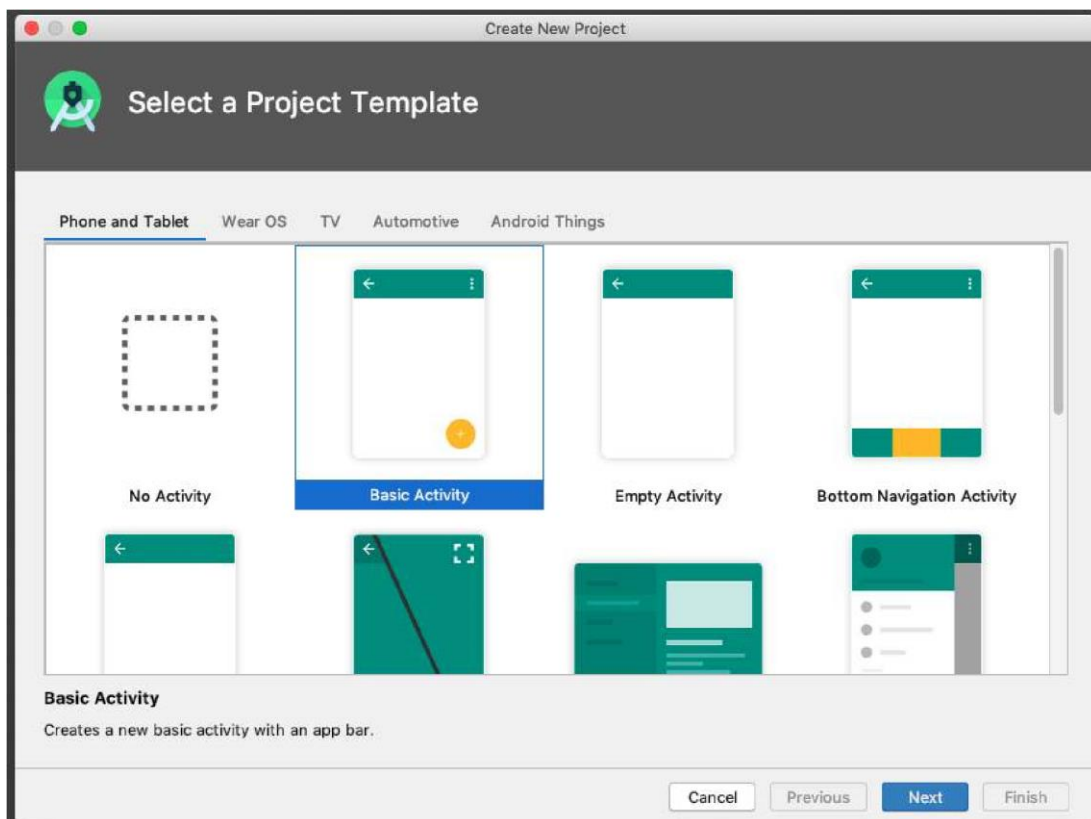 Create New Project
Select a Project Template
Phone and Tablet Wear OS TV Automotive Android Things
No Activity Basic Activity Empty Activity Bottom Navigation Activity
Basic Activity
Creates a new basic activity with an app bar.
Cancel Previous Next Finish